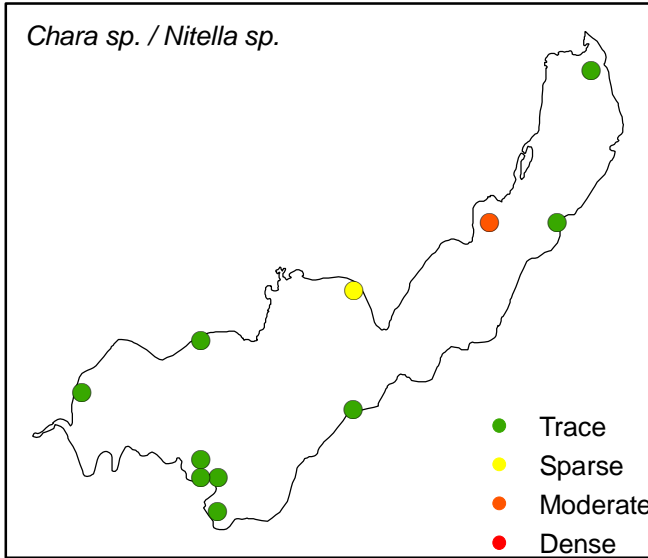 Chara sp. / Nitella sp.
Trace
Sparse
Moderate
Dense